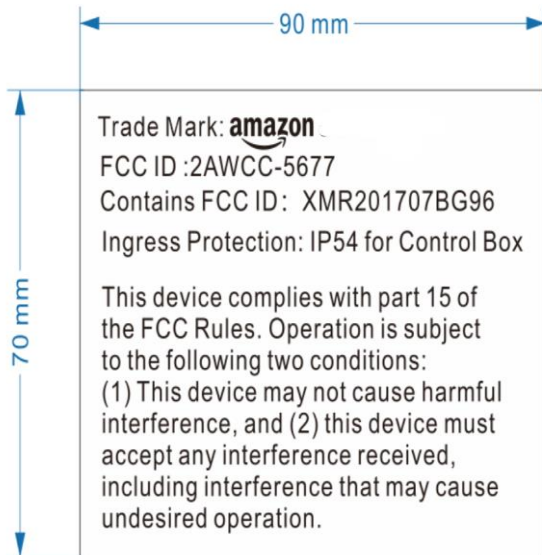 90 mm
70 mm
Trade Mark: amazon
FCC ID :2AWCC-5677
Contains FCC ID: XMR201707BG96
Ingress Protection: IP54 for Control Box
This device complies with part 15 of
the FCC Rules. Operation is subject
to the following two conditions:
(1) This device may not cause harmful
interference, and (2) this device must
accept any interference received,
including interference that may cause
undesired operation.